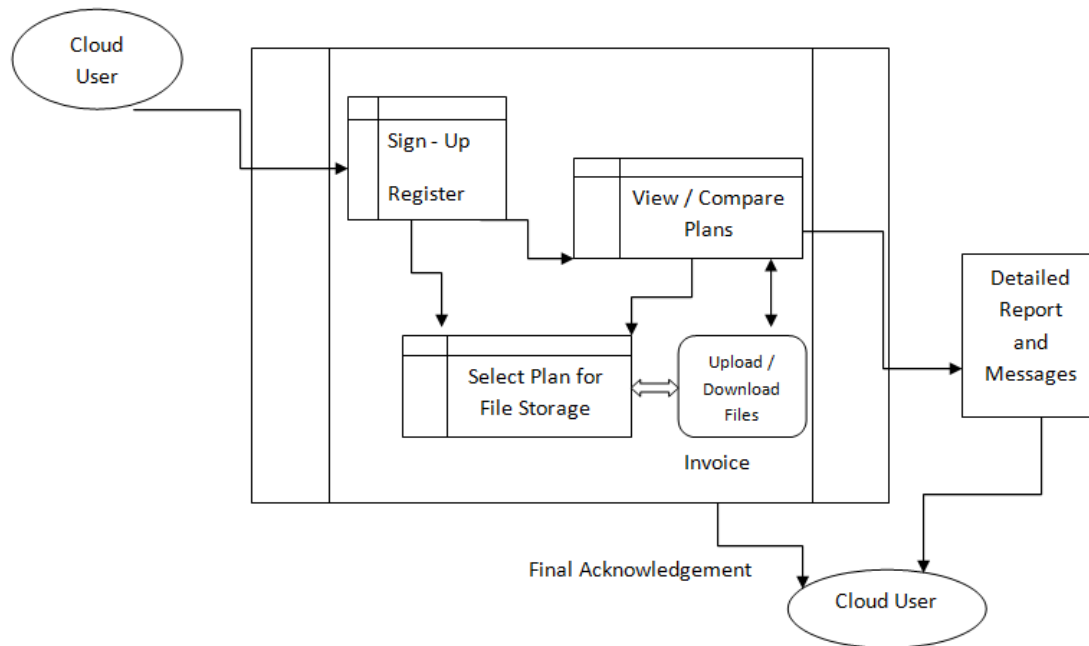 Cloud
User
Sign - Up
Register
View / Compare
Plans
Detailed
Report
and
Messages
Select Plan for
File Storage
Upload /
Download
Files
Invoice
Final Acknowledgement
Cloud User